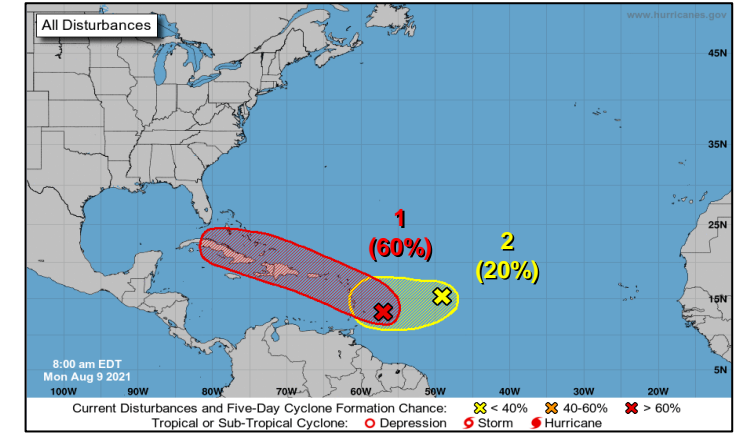 All Disturbances
www.hurricanes.gov
45N
35N
1
(60%)
25N
2
(20%)
15N
8:00 am EDT
Mon Aug 9 2021
5N
100W 90W 80W 70W 60W 50W 40W 30W 20W
Current Disturbances and Five-Day Cyclone Formation Chance: < 40% 40-60% > 60%
Tropical or Sub-Tropical Cyclone: Depression Storm Hurricane